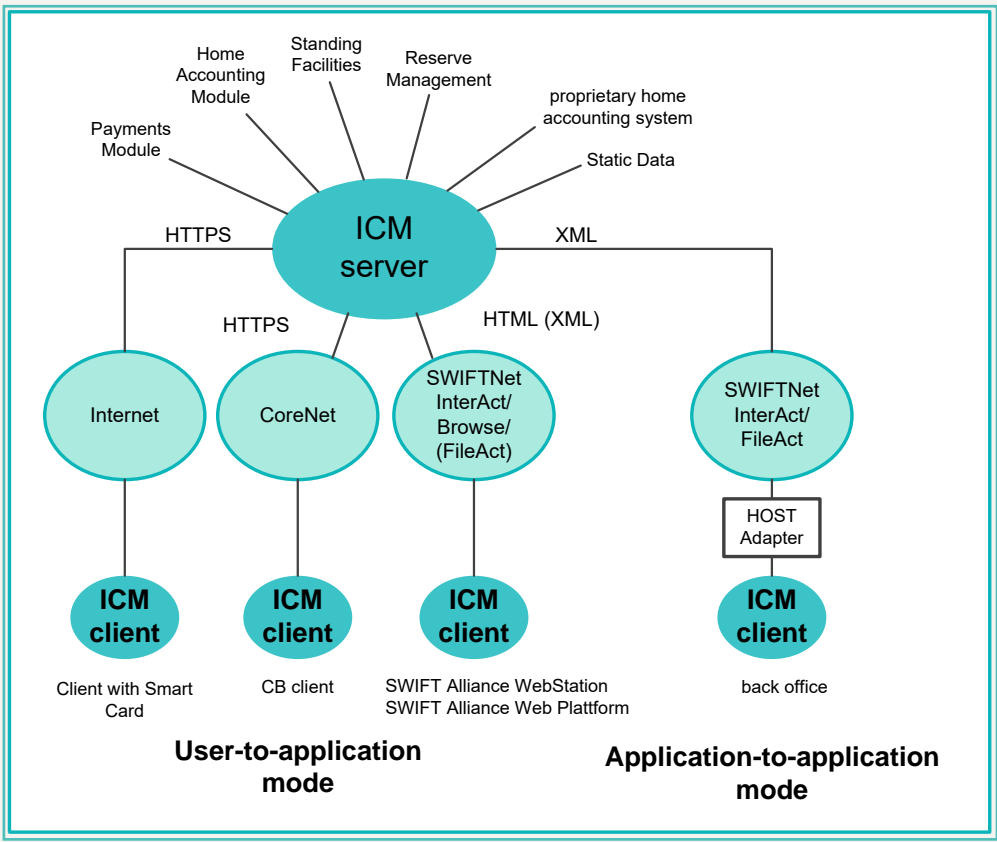 Standing
Facilities
Home
Accounting
Module
Reserve
Management
proprietary home
accounting system
Payments
Module
Static Data
ICM
server
HTTPS
XML
HTTPS
HTML (XML)
Internet
CoreNet
SWIFTNet
InterAct/
Browse/
(FileAct)
SWIFTNet
InterAct/
FileAct
HOST
Adapter
ICM
client
ICM
client
ICM
client
ICM
client
Client with Smart
Card
CB client
SWIFT Alliance WebStation
SWIFT Alliance Web Plattform
back office
User-to-application
mode
Application-to-application
mode